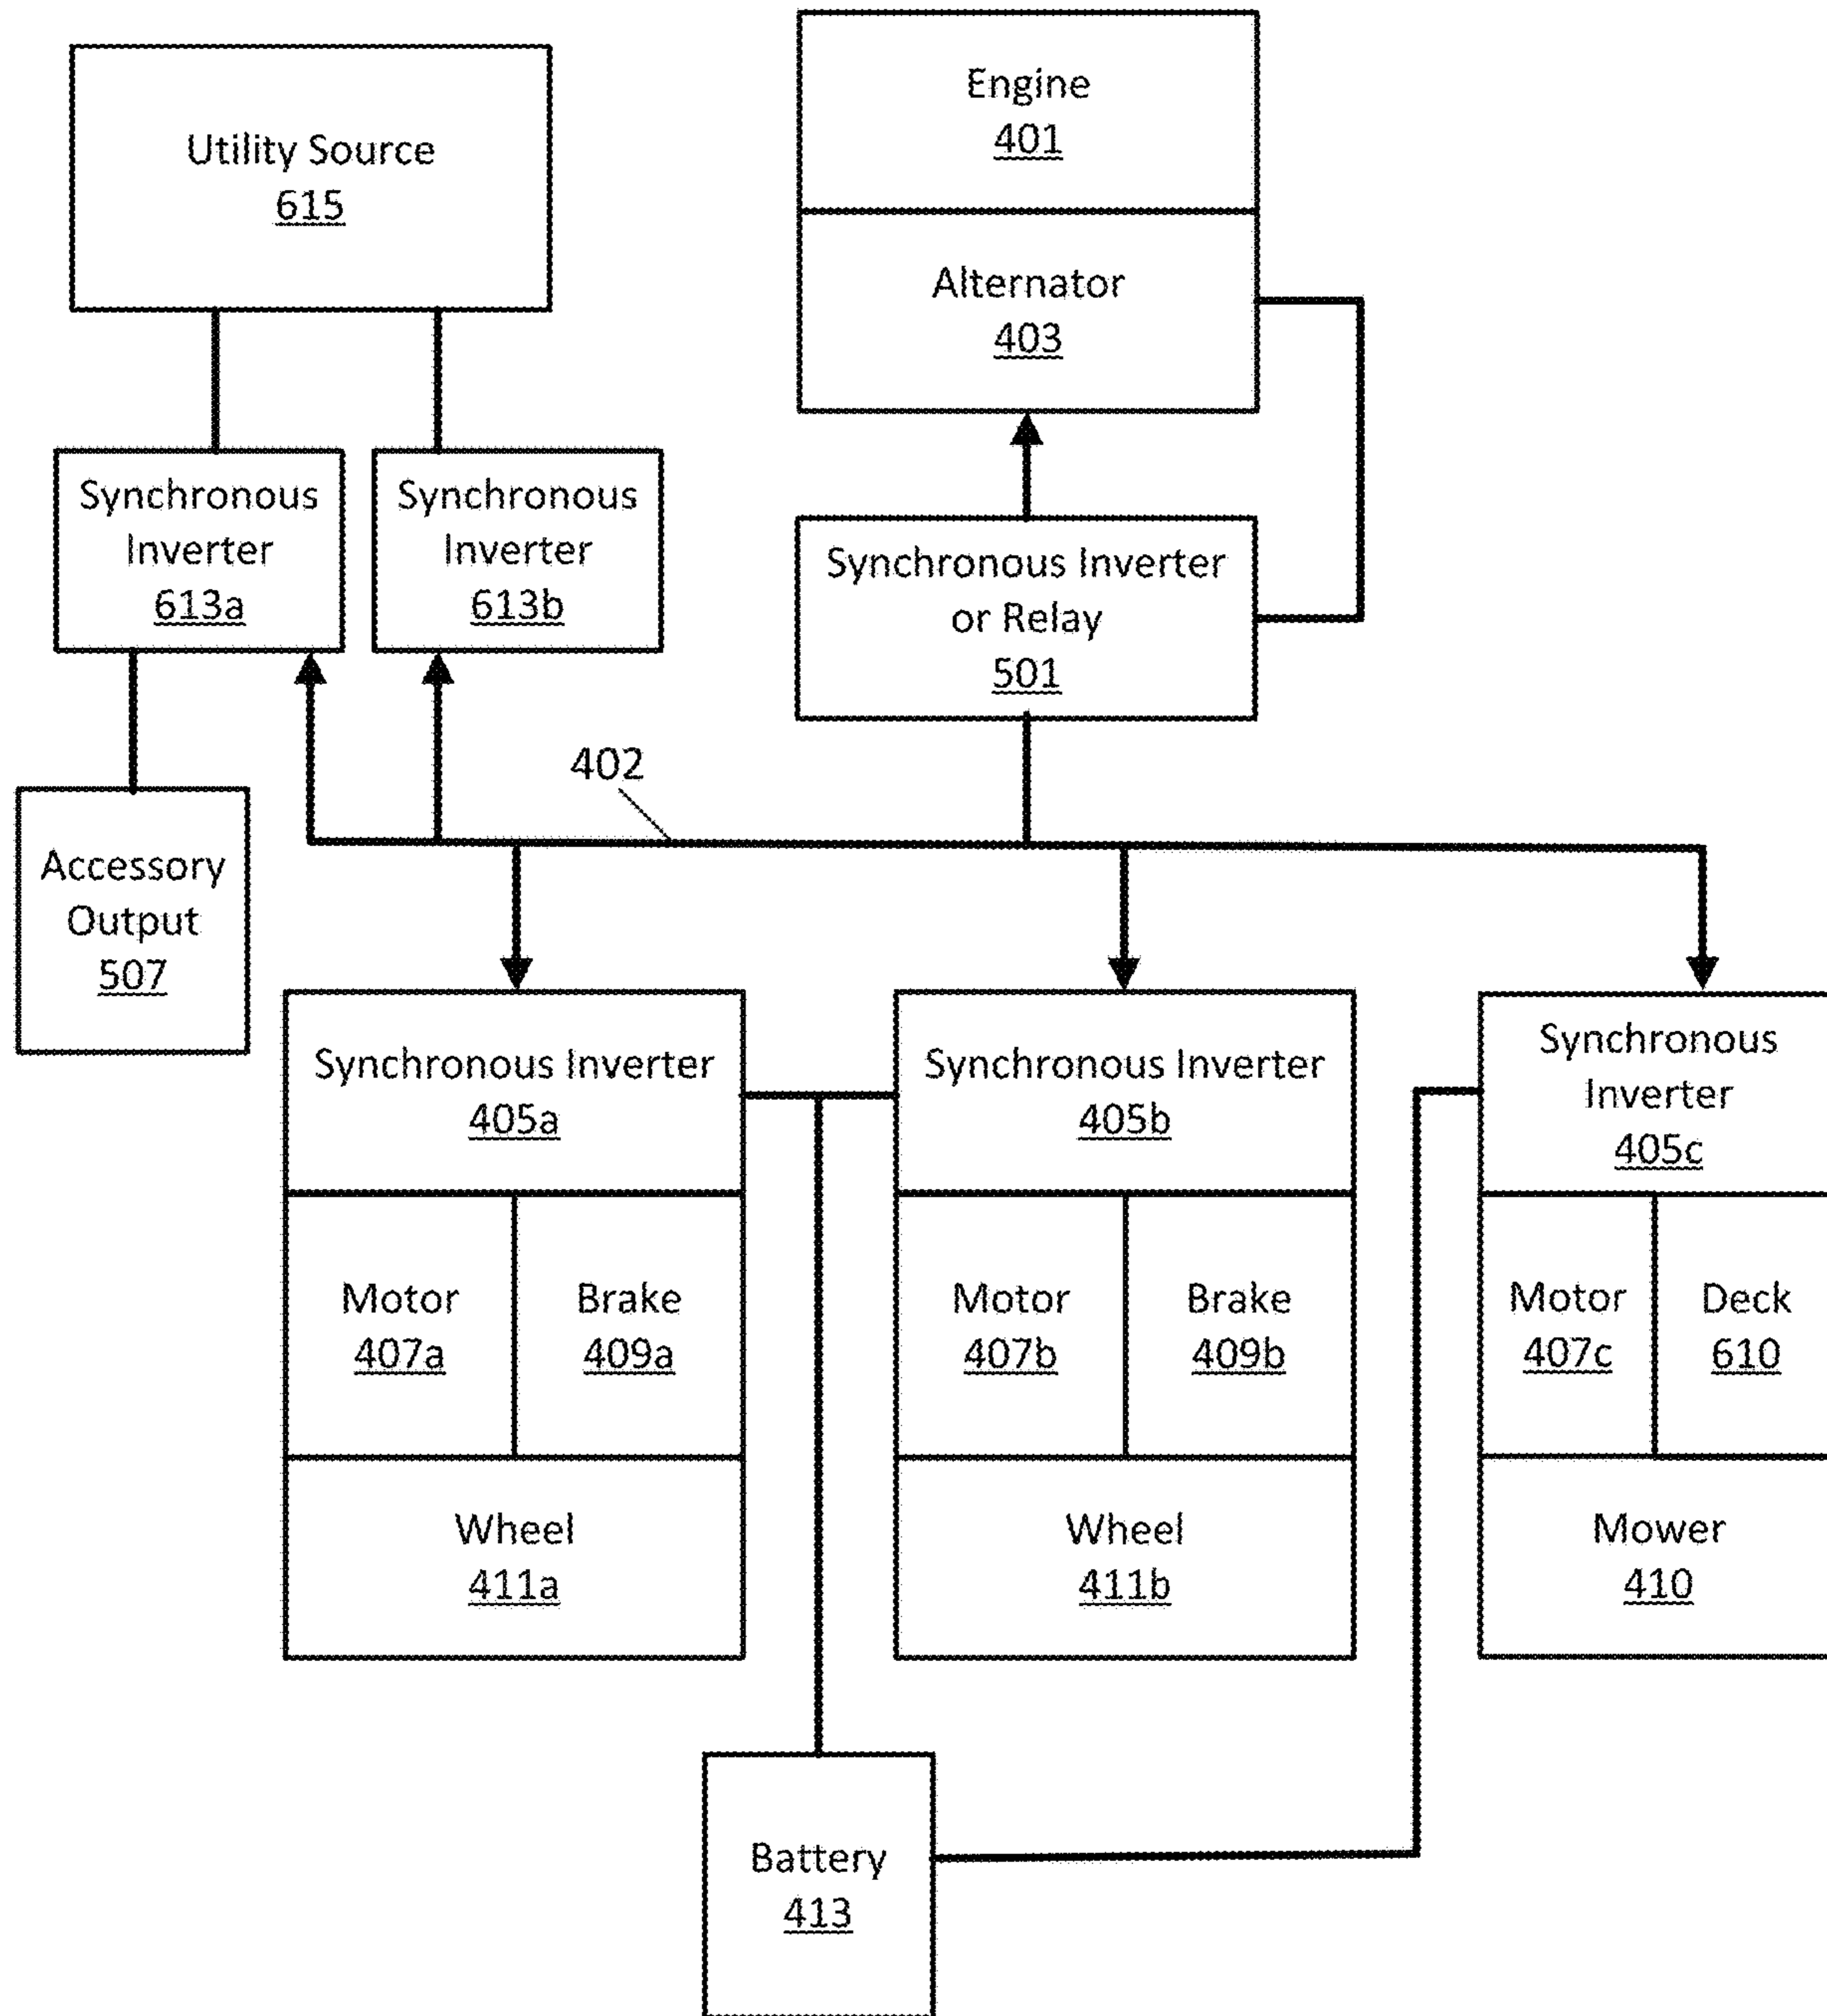 Engine
401
Utility Source
615
Alternator
403
Synchronous
Inverter
613a
Synchronous
Inverter
613b
Synchronous Inverter
or Relay
501
402
Accessory
Output
507
Synchronous Inverter
405a
Synchronous Inverter
405b
Synchronous
Inverter
405c
Motor
407a
Brake
409a
Motor
407b
Brake
409b
Motor
407c
Deck
610
Wheel
411a
Wheel
411b
Mower
410
Battery
413